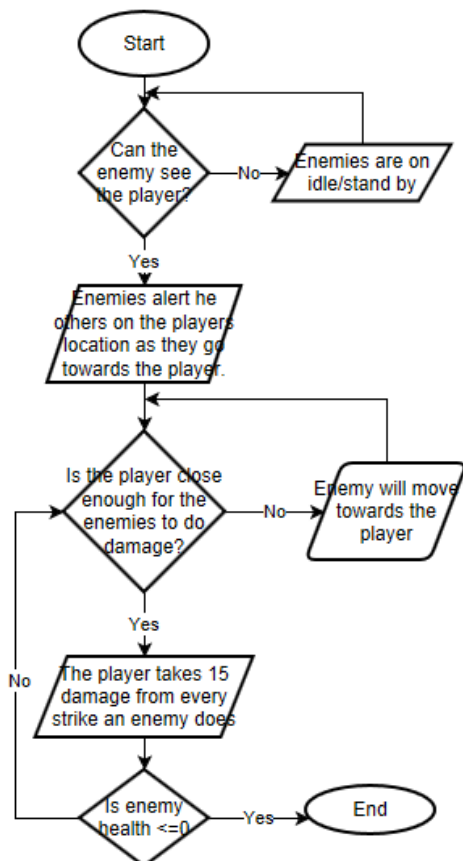 Start
Can the
enemy see
the player?
No
Enemies are on
idle/stand by
Yes
Enemies alert he
others on the players
location as they go
towards the player.
Is the player close
enough for the
enemies to do
damage?
No
Enemy will move
towards the
player
Yes
The player takes 15
damage from every
strike an enemy does
No
Is enemy
health <=0
Yes
End